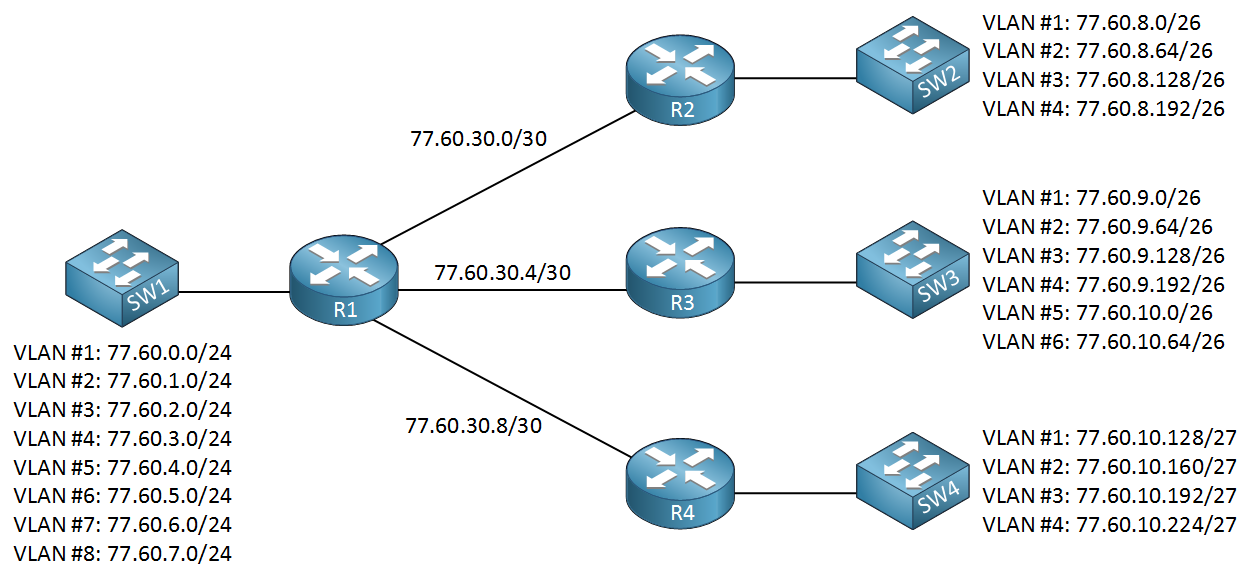 VLAN #1: 77.60.8.0/26
VLAN #2: 77.60.8.64/26
VLAN #3: 77.60.8.128/26
VLAN #4: 77.60.8.192/26
SW2
R2
77.60.30.0/30
VLAN #1: 77.60.9.0/26
VLAN #2: 77.60.9.64/26
VLAN #3: 77.60.9.128/26
VLAN #4: 77.60.9.192/26
VLAN #5: 77.60.10.0/26
VLAN #6: 77.60.10.64/26
SW3
R3
77.60.30.4/30
R1
SW1
VLAN #1: 77.60.0.0/24
VLAN #2: 77.60.1.0/24
VLAN #3: 77.60.2.0/24
VLAN #4: 77.60.3.0/24
VLAN #5: 77.60.4.0/24
VLAN #6: 77.60.5.0/24
VLAN #7: 77.60.6.0/24
VLAN #8: 77.60.7.0/24
77.60.30.8/30
R4
SW4
VLAN #1: 77.60.10.128/27
VLAN #2: 77.60.10.160/27
VLAN #3: 77.60.10.192/27
VLAN #4: 77.60.10.224/27